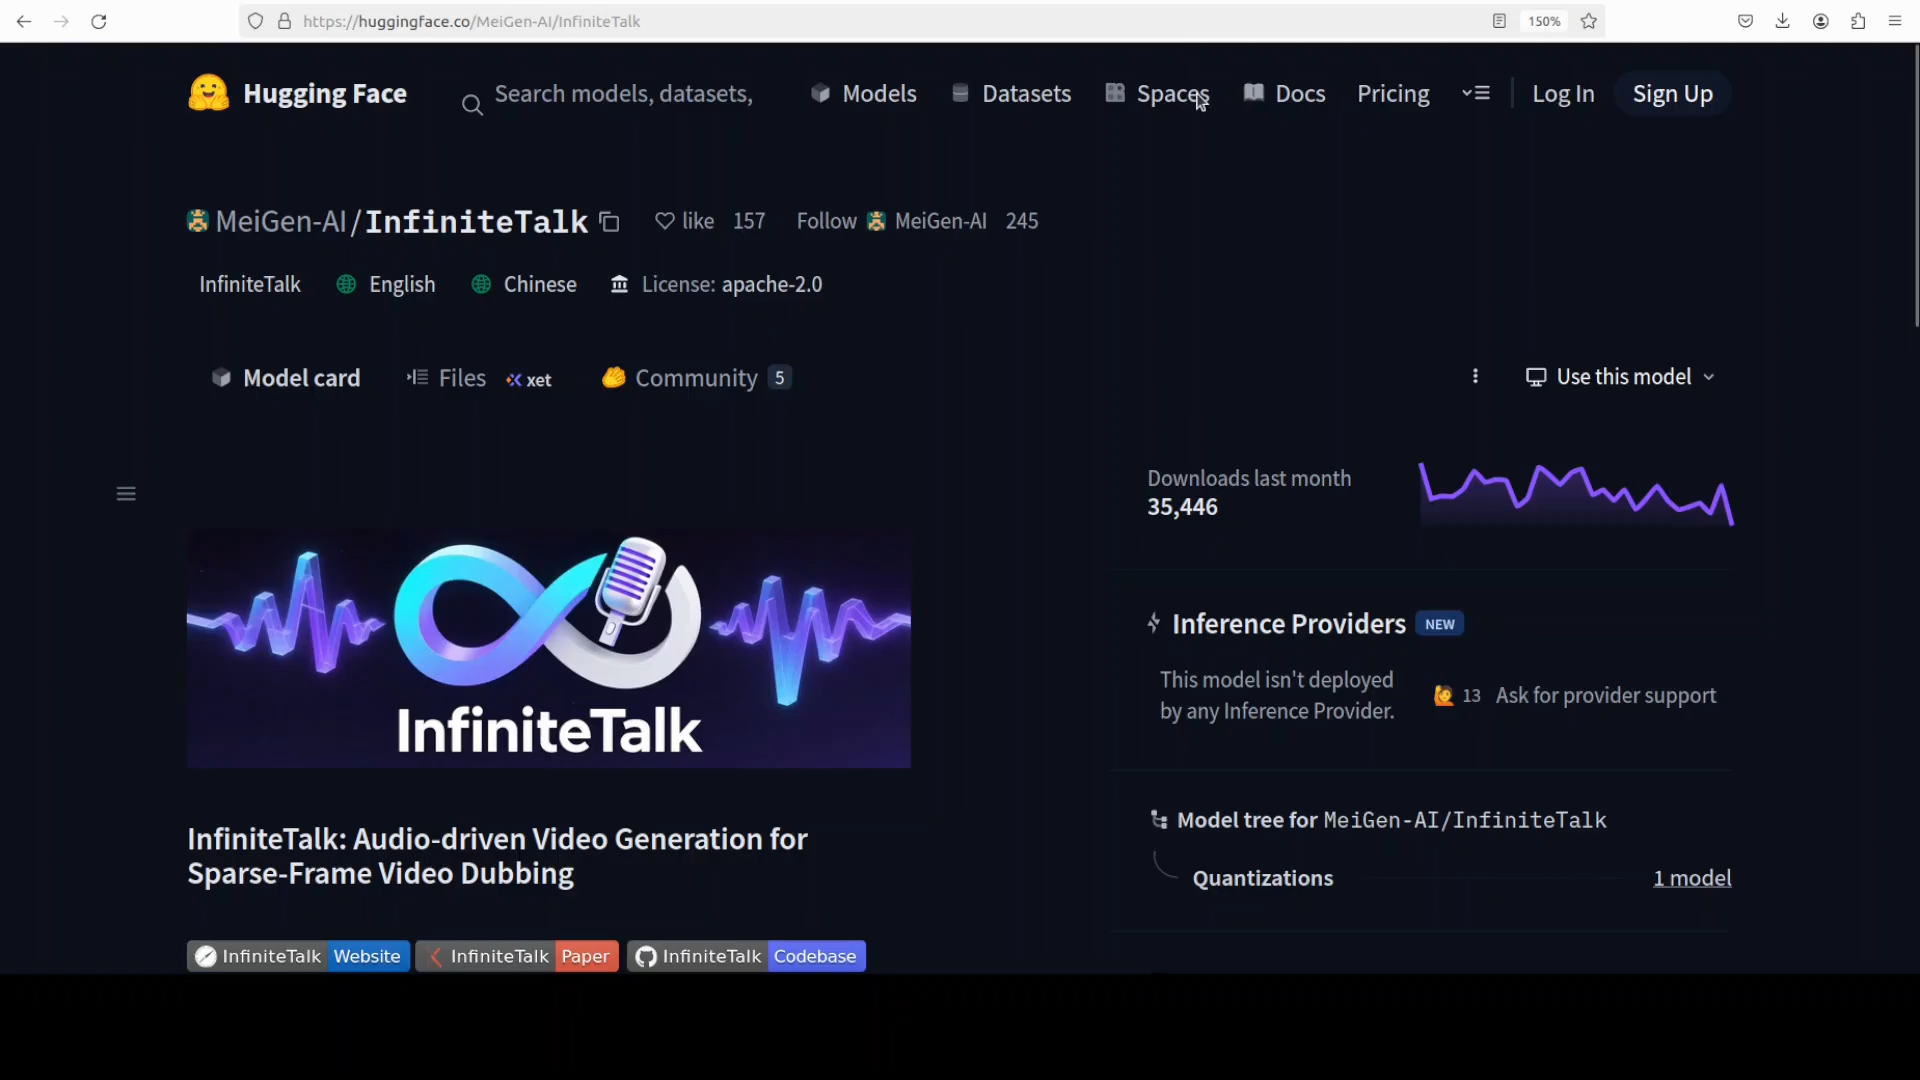 https://huggingface.co/MeiGen-AI/InfiniteTalk
150%
Hugging Face
Search models, datasets,
Models
Datasets
Spaces
Docs
Pricing
Log In
Sign Up
MeiGen-AI/InfiniteTalk
like 157
Follow MeiGen-AI 245
InfiniteTalk
English
Chinese
License: apache-2.0
Model card
Files xet
Community 5
Use this model
Downloads last month
35,446
InfiniteTalk
Inference Providers NEW
This model isn't deployed
by any Inference Provider.
13 Ask for provider support
Model tree for MeiGen-AI/InfiniteTalk
Quantizations 1 model
InfiniteTalk: Audio-driven Video Generation for
Sparse-Frame Video Dubbing
InfiniteTalk Website
InfiniteTalk Paper
InfiniteTalk Codebase